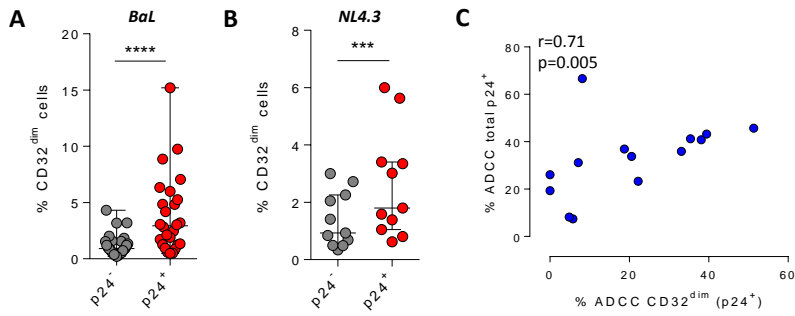 A
BaL
% CD32dim cells
20
15
10
5
0
****
p24-
p24+
B
NL4.3
% CD32dim cells
8
6
4
2
0
***
p24-
p24+
C
r=0.71
p=0.005
% ADCC total p24+
80
60
40
20
0
0
20
40
60
% ADCC CD32dim (p24+)